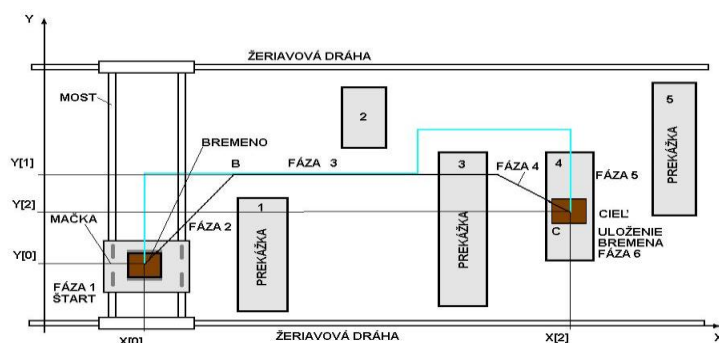 Y
ŽERIAVOVÁ DRÁHA
MOST
5
2
BREMENO
PREKÁŽKA
Y[1]
B
FÁZA 3
3
FÁZA 4
4
FÁZA 5
PREKÁŽKA
Y[2]
1
MAČKA
FÁZA 2
CIEĽ
PREKÁŽKA
C
ULOŽENIE
BREMENA
FÁZA 6
Y[0]
FÁZA 1
ŠTART
ŽERIAVOVÁ DRÁHA
X[0]
X[2]
X